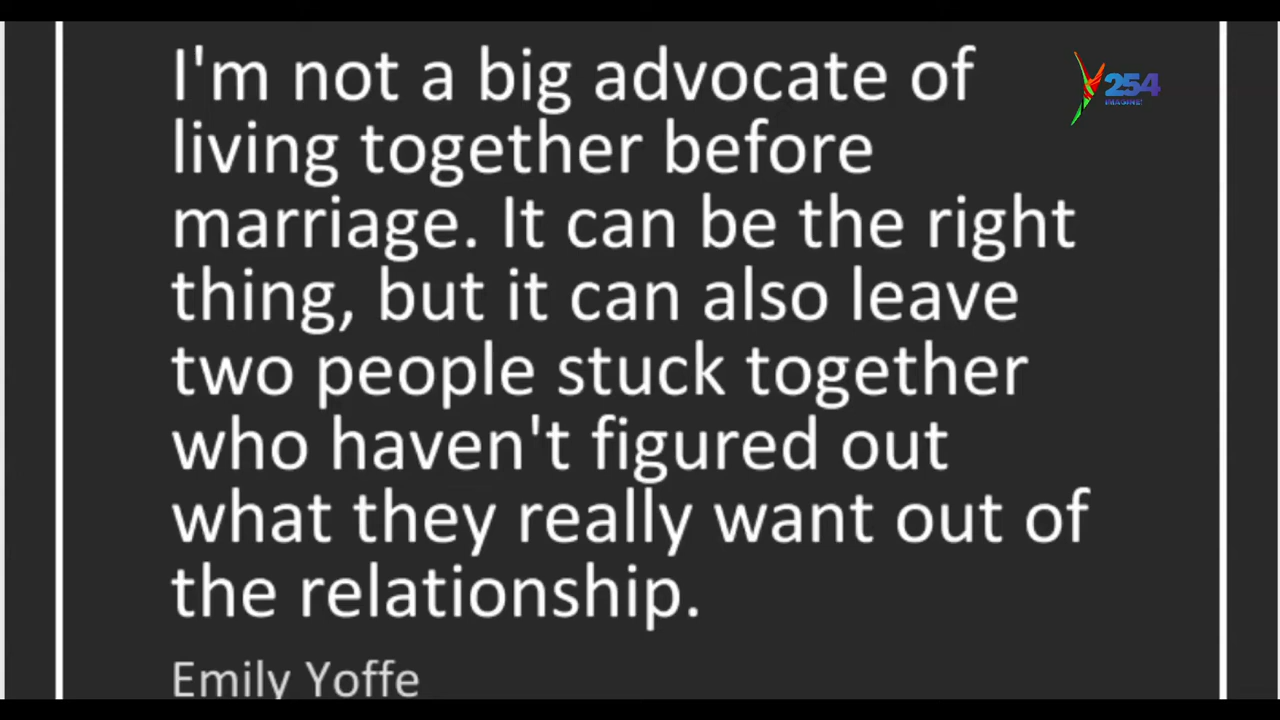 I'm not a big advocate of
living together before
marriage. It can be the right
thing, but it can also leave
two people stuck together
who haven't figured out
what they really want out of
the relationship.
Emily Yoffe
Y254